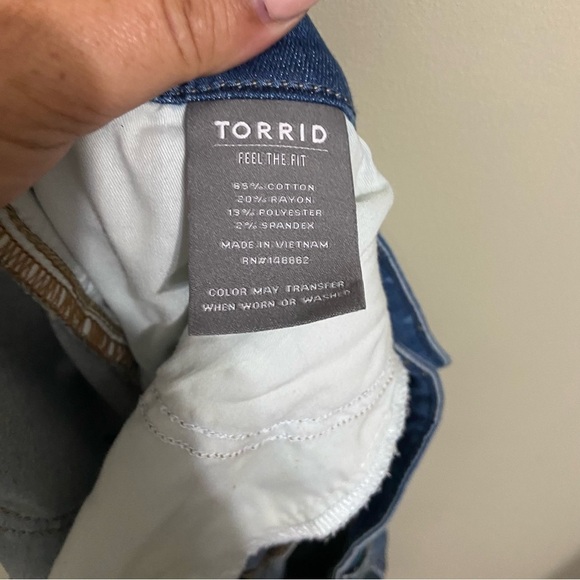 TORRID
FEEL THE FIT
65% COTTON
20% RAYON
13% POLYESTER
2% SPANDEX
MADE IN VIETNAM
RN#148862
COLOR MAY TRANSFER
WHEN WORN OR WASHED